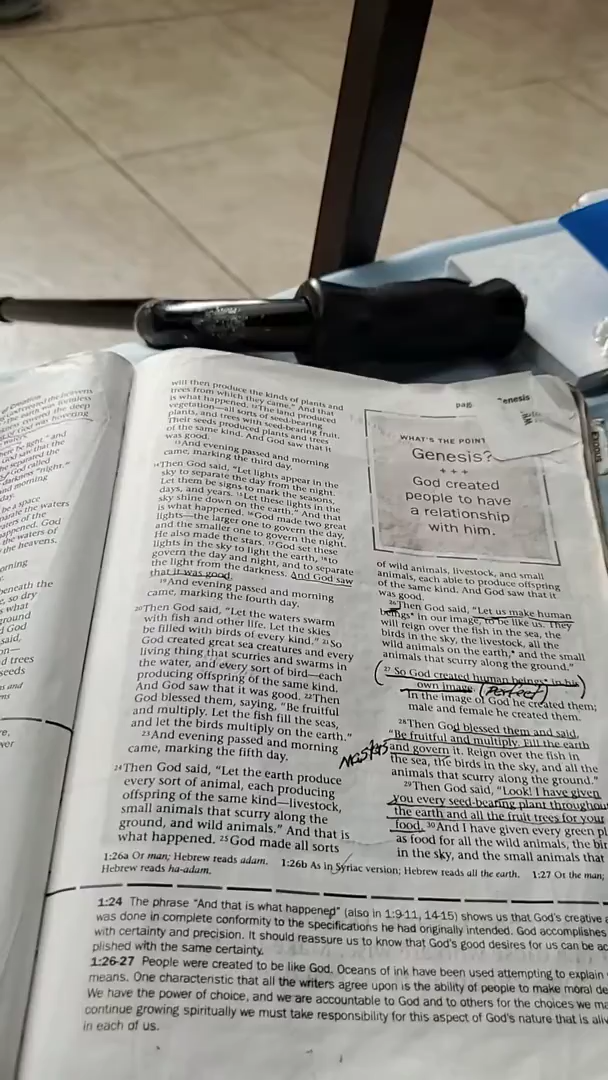 will then produce the kinds of plants and
trees from which they came." And that
is what happened. 12The land produced
vegetation—all sorts of seed-bearing
plants, and trees with seed-bearing fruit.
Their seeds produced plants and trees
of the same kind. And God saw that it
was good.
13And evening passed and morning
came, marking the third day.
14Then God said, "Let lights appear in the
sky to separate the day from the night.
Let them be signs to mark the seasons,
days, and years. 15Let these lights in the
sky shine down on the earth." And that
is what happened. 16God made two great
lights—the larger one to govern the day,
and the smaller one to govern the night.
He also made the stars. 17God set these
lights in the sky to light the earth, 18to
govern the day and night, and to separate
the light from the darkness. And God saw
that it was good.
19And evening passed and morning
came, marking the fourth day.
20Then God said, "Let the waters swarm
with fish and other life. Let the skies
be filled with birds of every kind." 21So
God created great sea creatures and every
living thing that scurries and swarms in
the water, and every sort of bird—each
producing offspring of the same kind.
And God saw that it was good. 22Then
God blessed them, saying, "Be fruitful
and multiply. Let the fish fill the seas,
and let the birds multiply on the earth."
23And evening passed and morning
came, marking the fifth day.
24Then God said, "Let the earth produce
every sort of animal, each producing
offspring of the same kind—livestock,
small animals that scurry along the
ground, and wild animals." And that is
what happened. 25God made all sorts
pag enesis
WHAT'S THE POINT
Genesis?
+ + +
God created
people to have
a relationship
with him.
EXODUS
of wild animals, livestock, and small
animals, each able to produce offspring
of the same kind. And God saw that it
was good.
26Then God said, "Let us make human
beings* in our image, to be like us. They
will reign over the fish in the sea, the
birds in the sky, the livestock, all the
wild animals on the earth,* and the small
animals that scurry along the ground."
27 So God created human beings* in his
own image. (Perfect)
In the image of God he created them;
male and female he created them.
28Then God blessed them and said,
"Be fruitful and multiply. Fill the earth
Masters and govern it. Reign over the fish in
the sea, the birds in the sky, and all the
animals that scurry along the ground."
29Then God said, "Look! I have given
you every seed-bearing plant throughou
the earth and all the fruit trees for your
food. 30And I have given every green pl
as food for all the wild animals, the bir
in the sky, and the small animals that
1:26a Or man; Hebrew reads adam. 1:26b As in Syriac version; Hebrew reads all the earth. 1:27 Or the man;
Hebrew reads ha-adam.
1:24 The phrase "And that is what happened" (also in 1:9-11, 14-15) shows us that God's creative a
was done in complete conformity to the specifications he had originally intended. God accomplishes
with certainty and precision. It should reassure us to know that God's good desires for us can be ac
plished with the same certainty.
1:26-27 People were created to be like God. Oceans of ink have been used attempting to explain
means. One characteristic that all the writers agree upon is the ability of people to make moral de
We have the power of choice, and we are accountable to God and to others for the choices we ma
continue growing spiritually we must take responsibility for this aspect of God's nature that is aliv
in each of us.